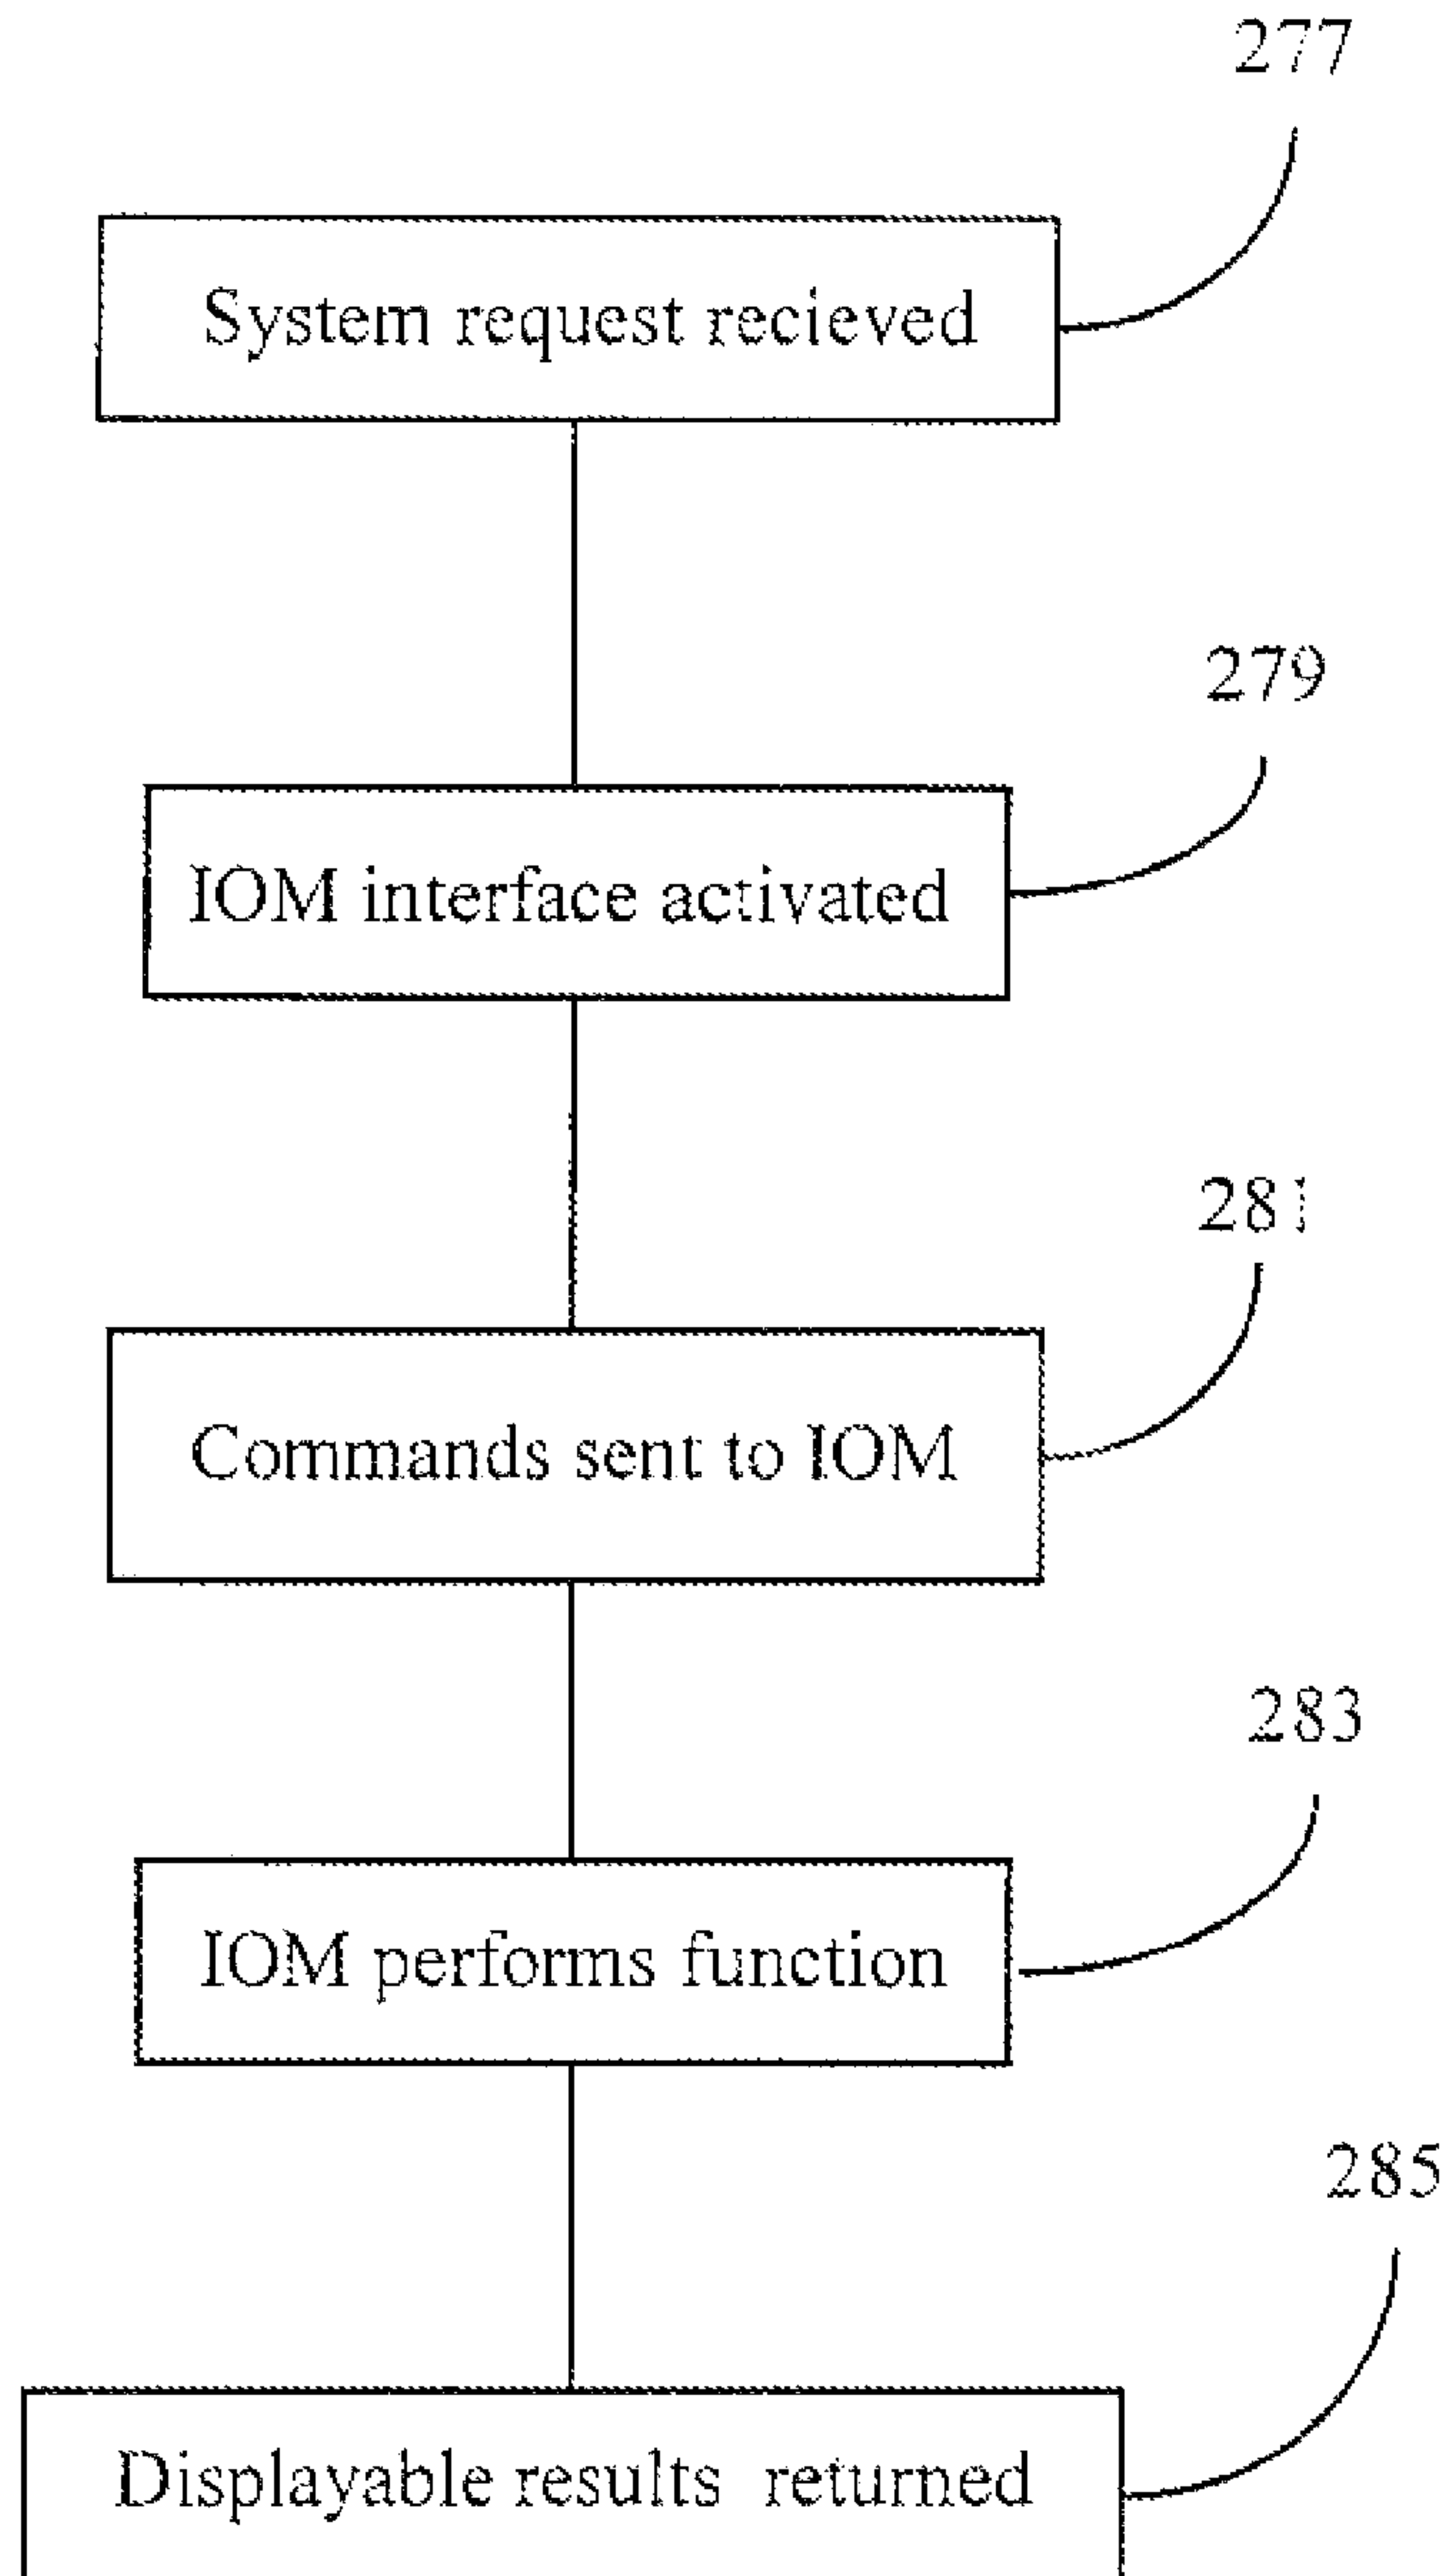 277
System request recieved
279
IOM interface activated
281
Commands sent to IOM
283
IOM performs function
285
Displayable results returned